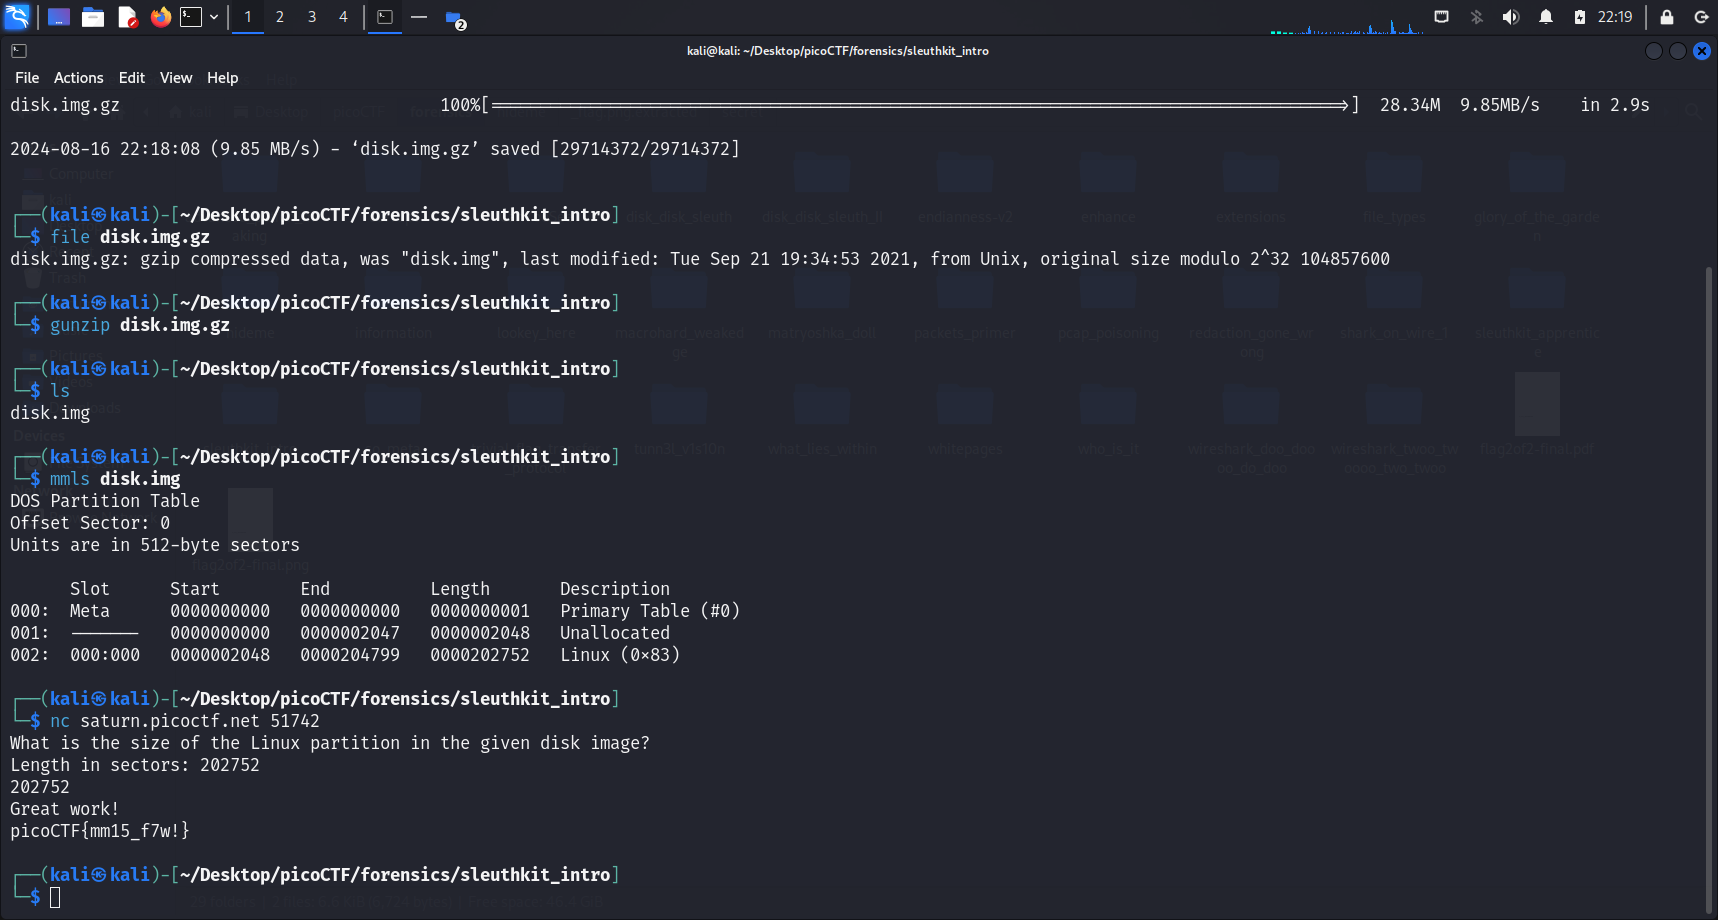 1 2 3 4
2
22:19
kali@kali: ~/Desktop/picoCTF/forensics/sleuthkit_intro
File Actions Edit View Help
disk.img.gz 100%[===================>] 28.34M 9.85MB/s in 2.9s
2024-08-16 22:18:08 (9.85 MB/s) - ‘disk.img.gz’ saved [29714372/29714372]
┌──(kali㉿kali)-[~/Desktop/picoCTF/forensics/sleuthkit_intro]
└─$ file disk.img.gz
disk.img.gz: gzip compressed data, was "disk.img", last modified: Tue Sep 21 19:34:53 2021, from Unix, original size modulo 2^32 104857600
┌──(kali㉿kali)-[~/Desktop/picoCTF/forensics/sleuthkit_intro]
└─$ gunzip disk.img.gz
┌──(kali㉿kali)-[~/Desktop/picoCTF/forensics/sleuthkit_intro]
└─$ ls
disk.img
┌──(kali㉿kali)-[~/Desktop/picoCTF/forensics/sleuthkit_intro]
└─$ mmls disk.img
DOS Partition Table
Offset Sector: 0
Units are in 512-byte sectors
Slot Start End Length Description
000: Meta 0000000000 0000000000 0000000001 Primary Table (#0)
001: ------- 0000000000 0000002047 0000002048 Unallocated
002: 000:000 0000002048 0000204799 0000202752 Linux (0x83)
┌──(kali㉿kali)-[~/Desktop/picoCTF/forensics/sleuthkit_intro]
└─$ nc saturn.picoctf.net 51742
What is the size of the Linux partition in the given disk image?
Length in sectors: 202752
202752
Great work!
picoCTF{mm15_f7w!}
┌──(kali㉿kali)-[~/Desktop/picoCTF/forensics/sleuthkit_intro]
└─$